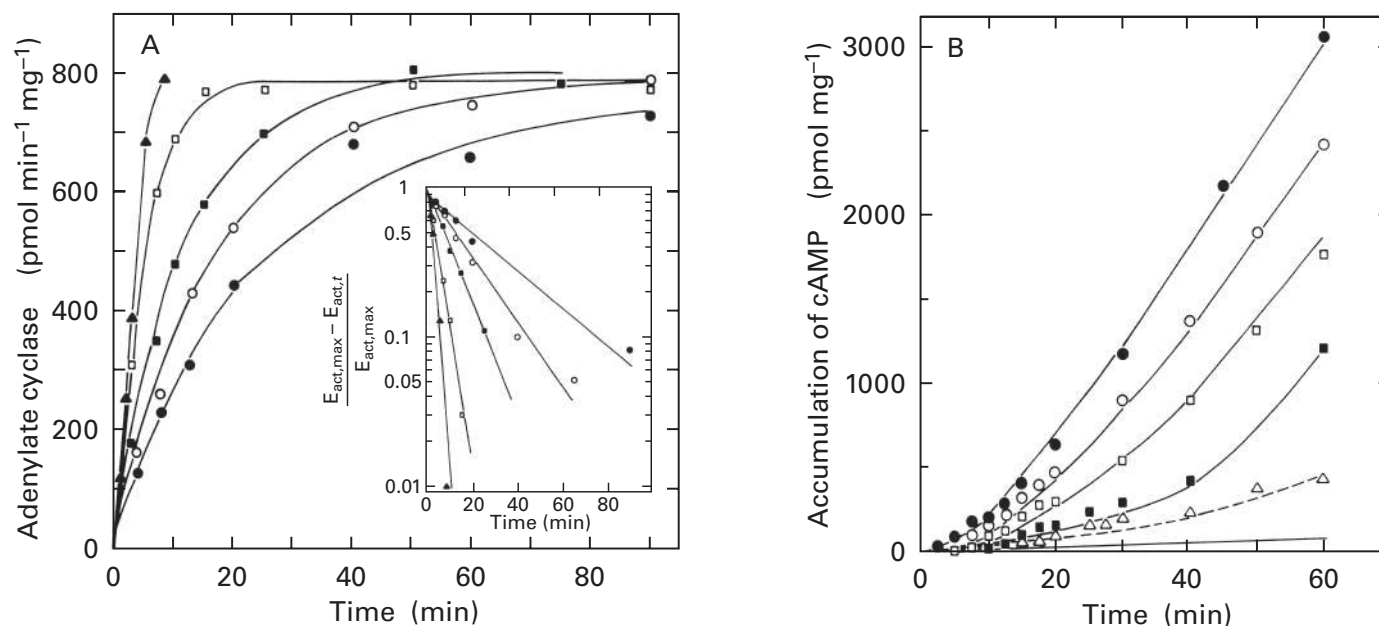 A
Adenylate cyclase (pmol min⁻¹ mg⁻¹)
800
600
400
200
0
0 20 40 60 80
Time (min)
E_act,max − E_act,t
E_act,max
1
0.5
0.1
0.05
0.01
0 20 40 60 80
Time (min)
B
Accumulation of cAMP (pmol mg⁻¹)
3000
2000
1000
0
0 20 40 60
Time (min)